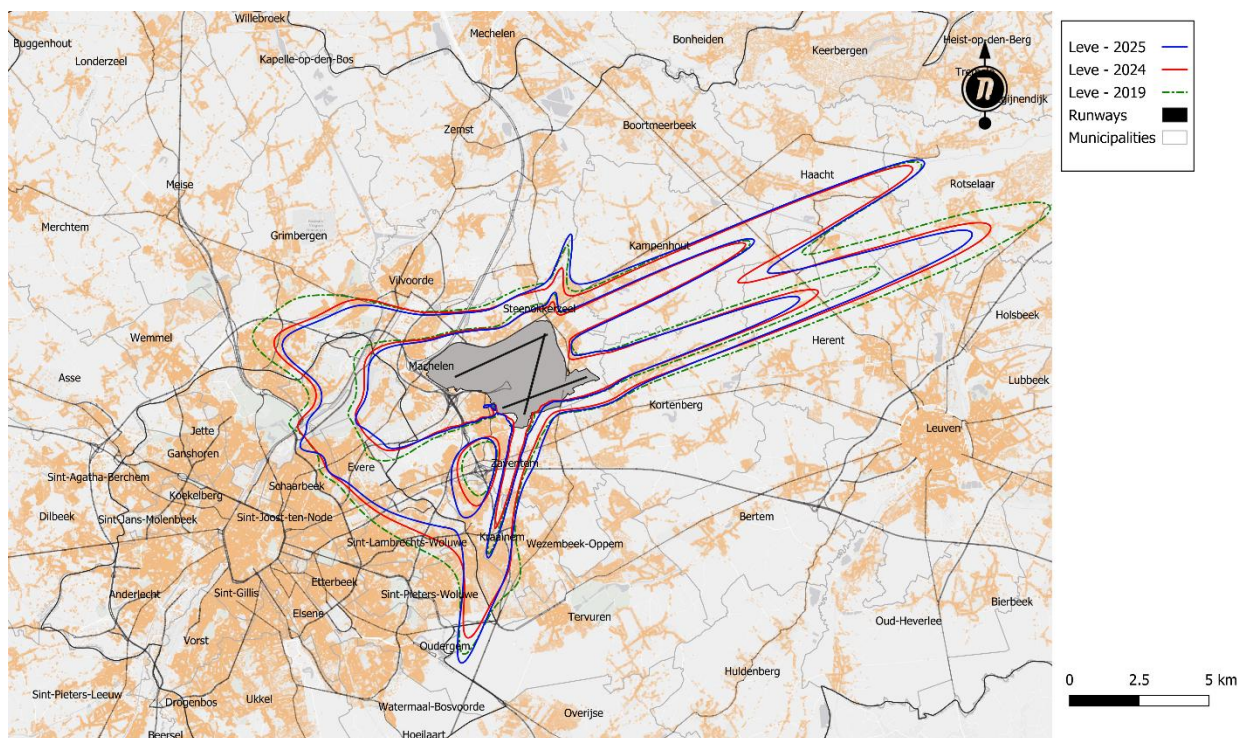 Willebroek
Buggenhout
Londerzeel
Kapelle-op-den-Bos
Mechelen
Bonheiden
Keerbergen
Heist-op-den-Berg
Zemst
Boortmeerbeek
Haacht
Rotselaar
Meise
Merchtem
Grimbergen
Kampenhout
Vilvoorde
Steenokkerzeel
Holsbeek
Wemmel
Machelen
Herent
Asse
Lubbeek
Kortenberg
Leuven
Jette
Ganshoren
Evere
Zaventem
Sint-Agatha-Berchem
Koekelberg
Schaarbeek
Dilbeek
Sint-Jans-Molenbeek
Sint-Joost-ten-Node
Bertem
Sint-Lambrechts-Woluwe
Kraainem
Wezembeek-Oppem
Etterbeek
Anderlecht
Sint-Gillis
Sint-Pieters-Woluwe
Elsene
Tervuren
Bierbeek
Oud-Heverlee
Vorst
Oudergem
Huldenberg
Sint-Pieters-Leeuw
Drogenbos
Ukkel
Watermaal-Bosvoorde
Overijse
Beersel
Hoeilaart
Leve - 2025
Leve - 2024
Leve - 2019
Runways
Municipalities
0 2.5 5 km